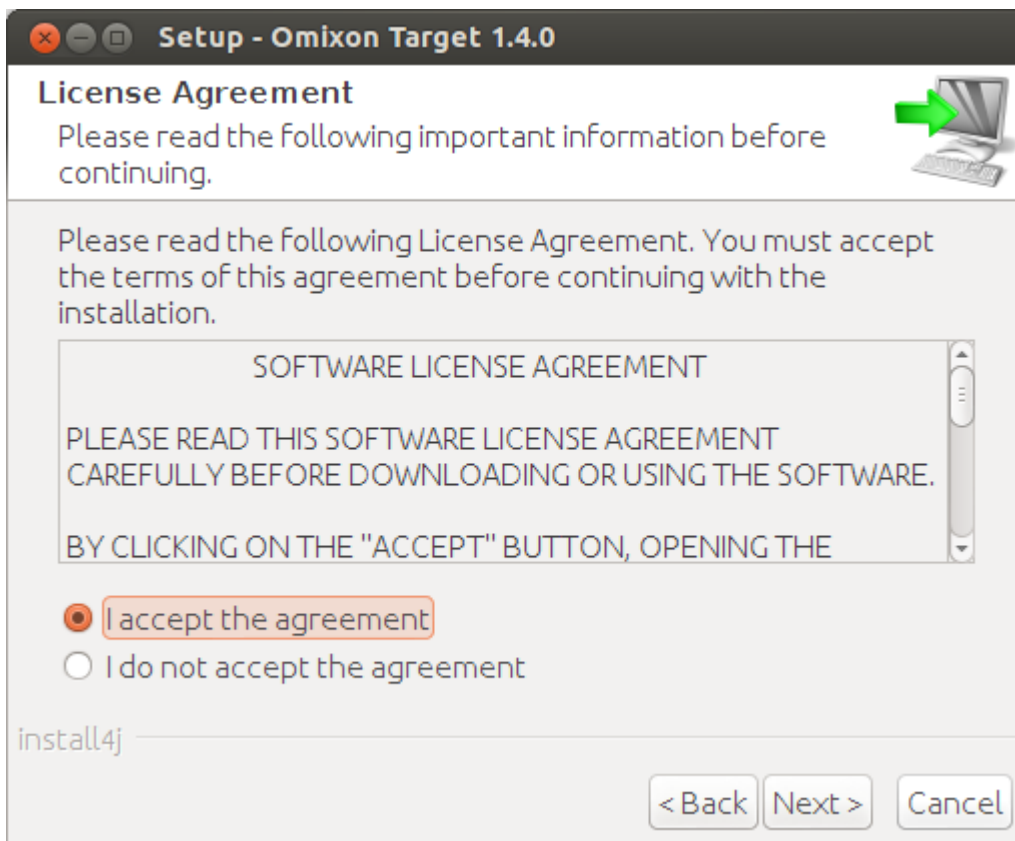 Setup - Omixon Target 1.4.0
License Agreement
Please read the following important information before
continuing.
Please read the following License Agreement. You must accept
the terms of this agreement before continuing with the
installation.
SOFTWARE LICENSE AGREEMENT
PLEASE READ THIS SOFTWARE LICENSE AGREEMENT
CAREFULLY BEFORE DOWNLOADING OR USING THE SOFTWARE.
BY CLICKING ON THE "ACCEPT" BUTTON, OPENING THE
I accept the agreement
I do not accept the agreement
install4j
< Back Next > Cancel